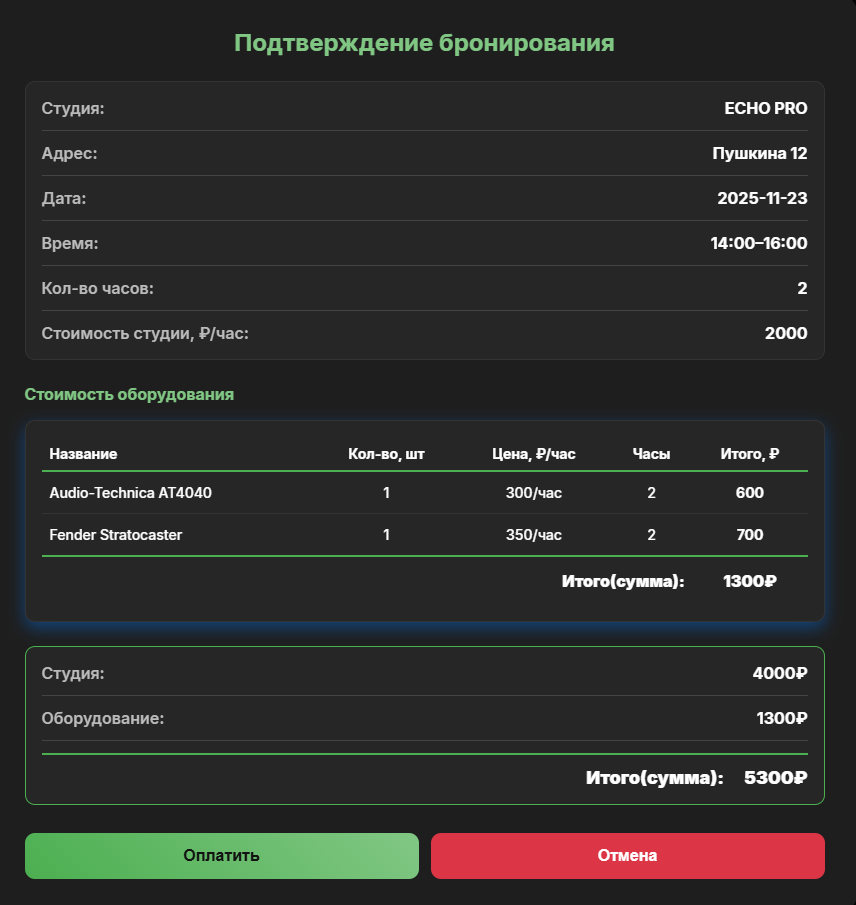 Подтверждение бронирования
Студия: ECHO PRO
Адрес: Пушкина 12
Дата: 2025-11-23
Время: 14:00–16:00
Кол-во часов: 2
Стоимость студии, ₽/час: 2000
Стоимость оборудования
Название Кол-во, шт Цена, ₽/час Часы Итого, ₽
Audio-Technica AT4040 1 300/час 2 600
Fender Stratocaster 1 350/час 2 700
Итого(сумма): 1300₽
Студия: 4000₽
Оборудование: 1300₽
Итого(сумма): 5300₽
Оплатить Отмена